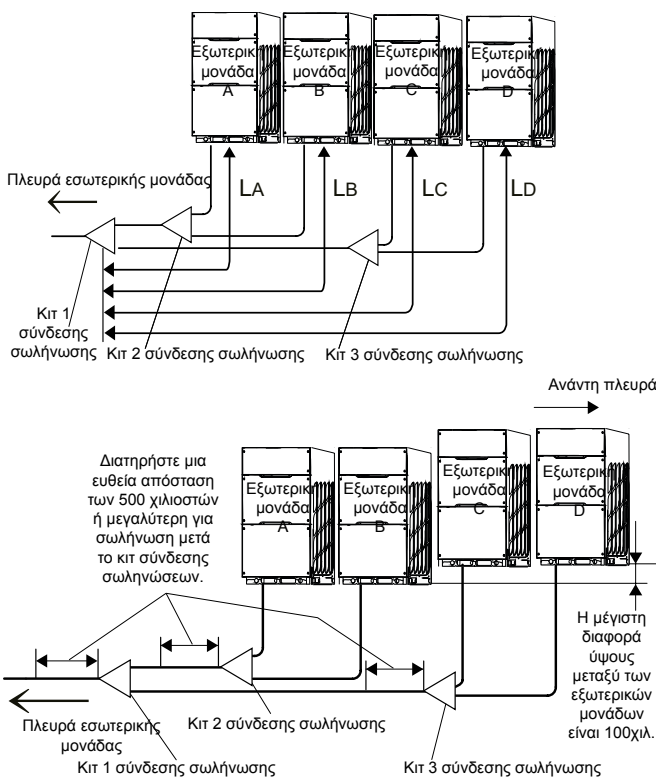 Εξωτερικ
μονάδα
A
Εξωτερικ
μονάδα
B
Εξωτερικ
μονάδα
C
Εξωτερικ
μονάδα
D
Πλευρά εσωτερικής μονάδας
LA
LB
LC
LD
Κιτ 1
σύνδεσης
σωλήνωσης
Κιτ 2 σύνδεσης σωλήνωσης
Κιτ 3 σύνδεσης σωλήνωσης
Ανάντη πλευρά
Διατηρήστε μια
ευθεία απόσταση
των 500 χιλιοστών
ή μεγαλύτερη για
σωλήνωση μετά
το κιτ σύνδεσης
σωληνώσεων.
Εξωτερικ
μονάδα
A
Εξωτερικ
μονάδα
B
Εξωτερικ
μονάδα
C
Εξωτερικ
μονάδα
D
Η μέγιστη
διαφορά
ύψους
μεταξύ των
εξωτερικών
μονάδων
είναι 100χιλ.
Πλευρά εσωτερικής
μονάδας
Κιτ 2 σύνδεσης σωλήνωσης
Κιτ 1 σύνδεσης σωλήνωσης
Κιτ 3 σύνδεσης σωλήνωσης